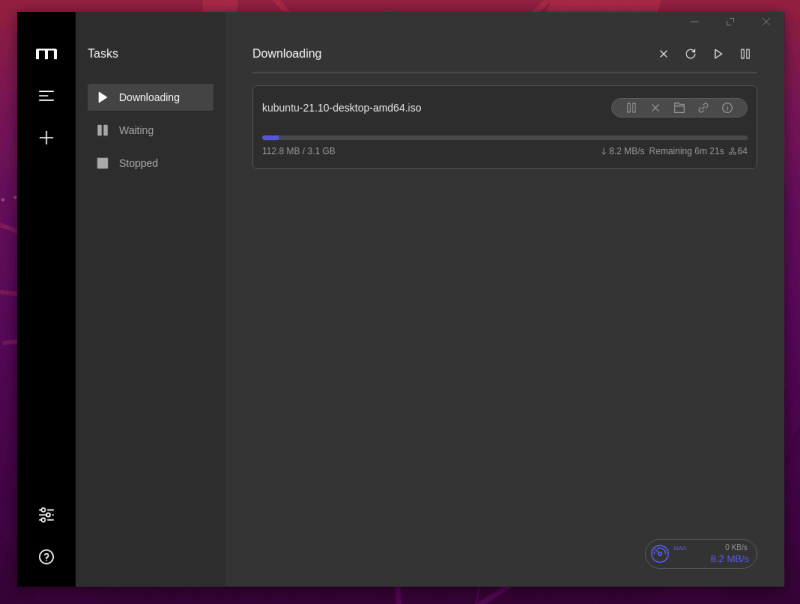 Tasks
Downloading
Waiting
Stopped
Downloading
kubuntu-21.10-desktop-amd64.iso
112.8 MB / 3.1 GB
8.2 MB/s Remaining 6m 21s 64
MAX
0 KB/s
8.2 MB/s